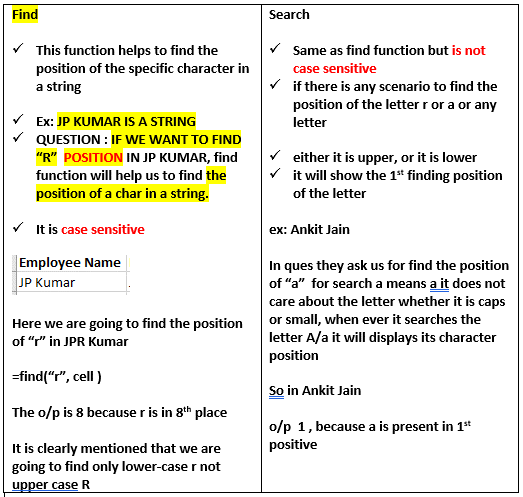 Find
✓ This function helps to find the
position of the specific character in
a string
✓ Ex: JP KUMAR IS A STRING
✓ QUESTION : IF WE WANT TO FIND
“R” POSITION IN JP KUMAR, find
function will help us to find the
position of a char in a string.
✓ It is case sensitive
Employee Name
JP Kumar
.
Here we are going to find the position
of “r” in JPR Kumar
=find(“r”, cell )
The o/p is 8 because r is in 8th place
It is clearly mentioned that we are
going to find only lower-case r not
upper case R
Search
✓ Same as find function but is not
case sensitive
✓ if there is any scenario to find the
position of the letter r or a or any
letter
✓ either it is upper, or it is lower
✓ it will show the 1st finding position
of the letter
ex: Ankit Jain
In ques they ask us for find the position
of “a” for search a means a it does not
care about the letter whether it is caps
or small, when ever it searches the
letter A/a it will displays its character
position
So in Ankit Jain
o/p 1 , because a is present in 1st
positive